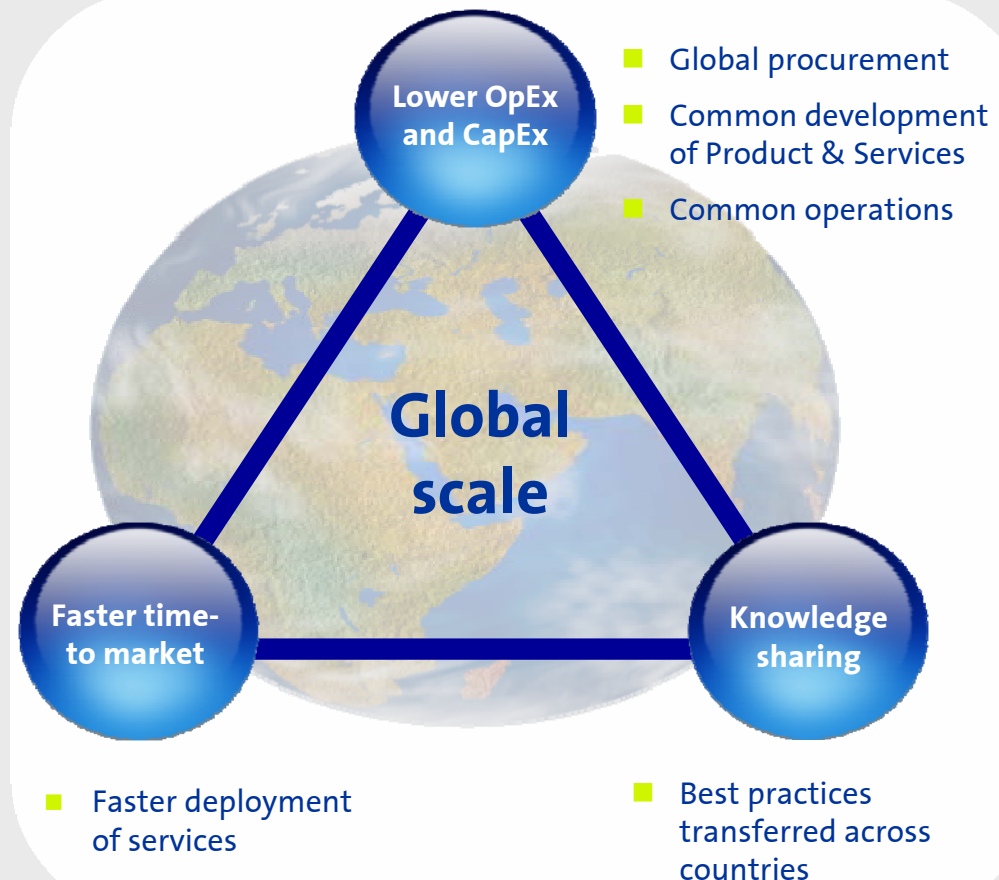 Lower OpEx
and CapEx
Global procurement
Common development
of Product & Services
Common operations
Global
scale
Faster time-
to market
Knowledge
sharing
Faster deployment
of services
Best practices
transferred across
countries